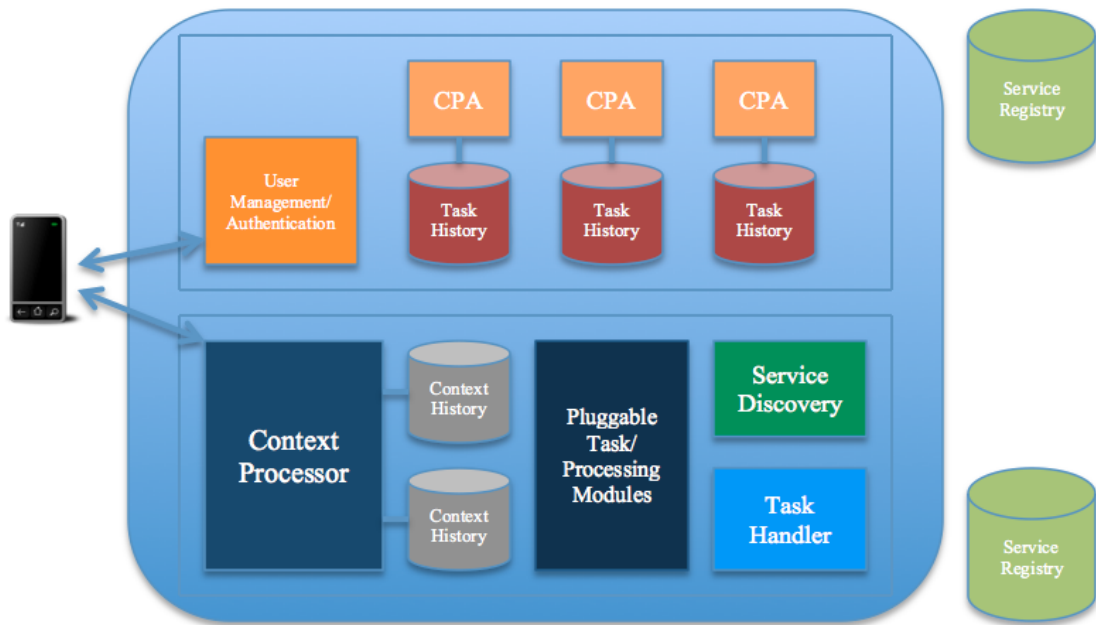 CPA
CPA
CPA
Service
Registry
User
Management/
Authentication
Task
History
Task
History
Task
History
Context
Processor
Context
History
Context
History
Pluggable
Task/
Processing
Modules
Service
Discovery
Task
Handler
Service
Registry